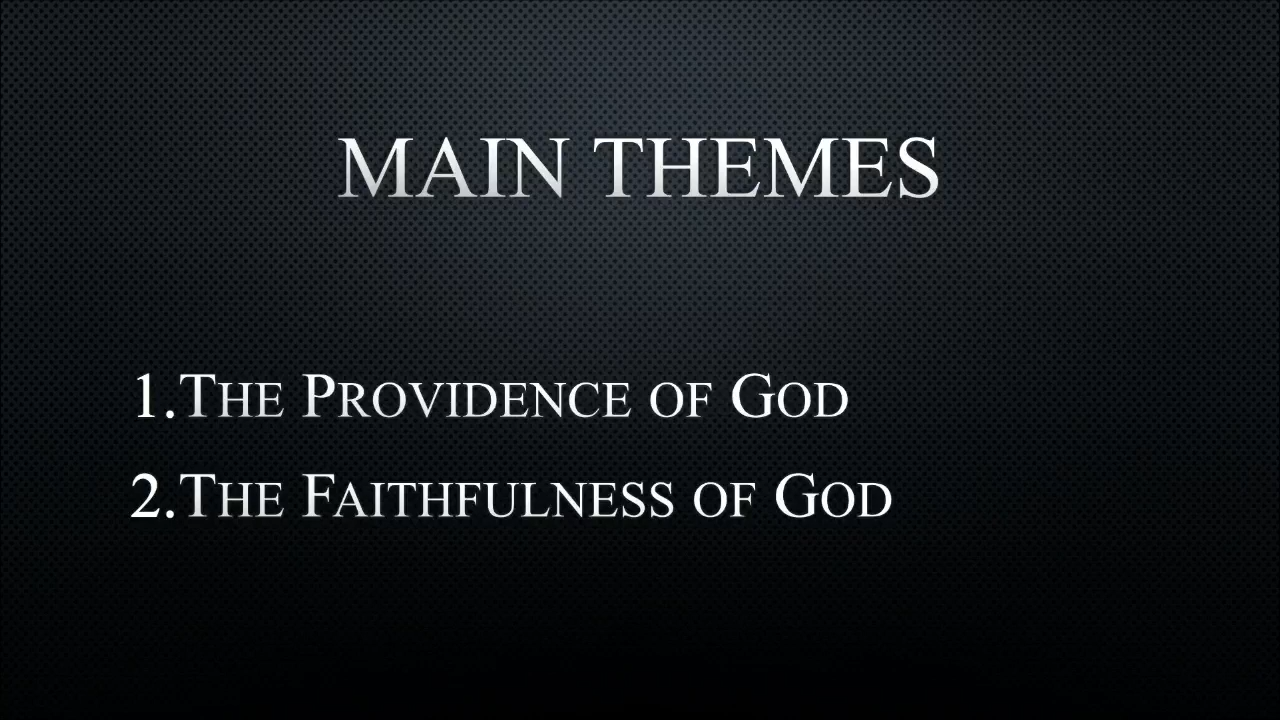 MAIN THEMES
1.The Providence of God
2.The Faithfulness of God